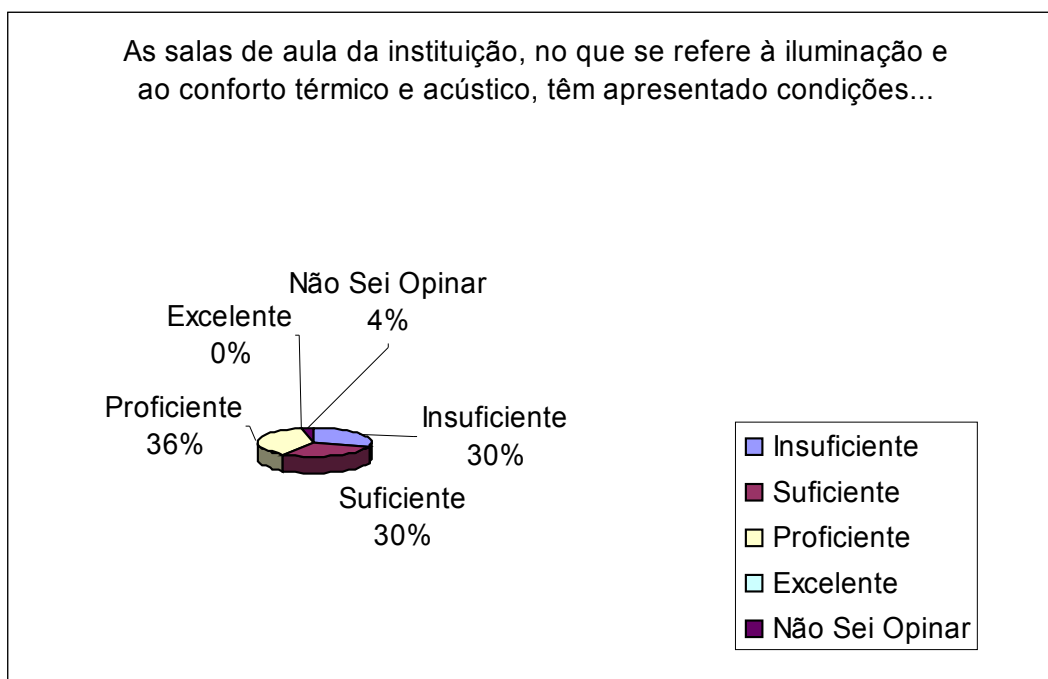 As salas de aula da instituição, no que se refere à iluminação e
ao conforto térmico e acústico, têm apresentado condições...
Não Sei Opinar
4%
Excelente
0%
Proficiente
36%
Insuficiente
30%
Suficiente
30%
Insuficiente
Suficiente
Proficiente
Excelente
Não Sei Opinar